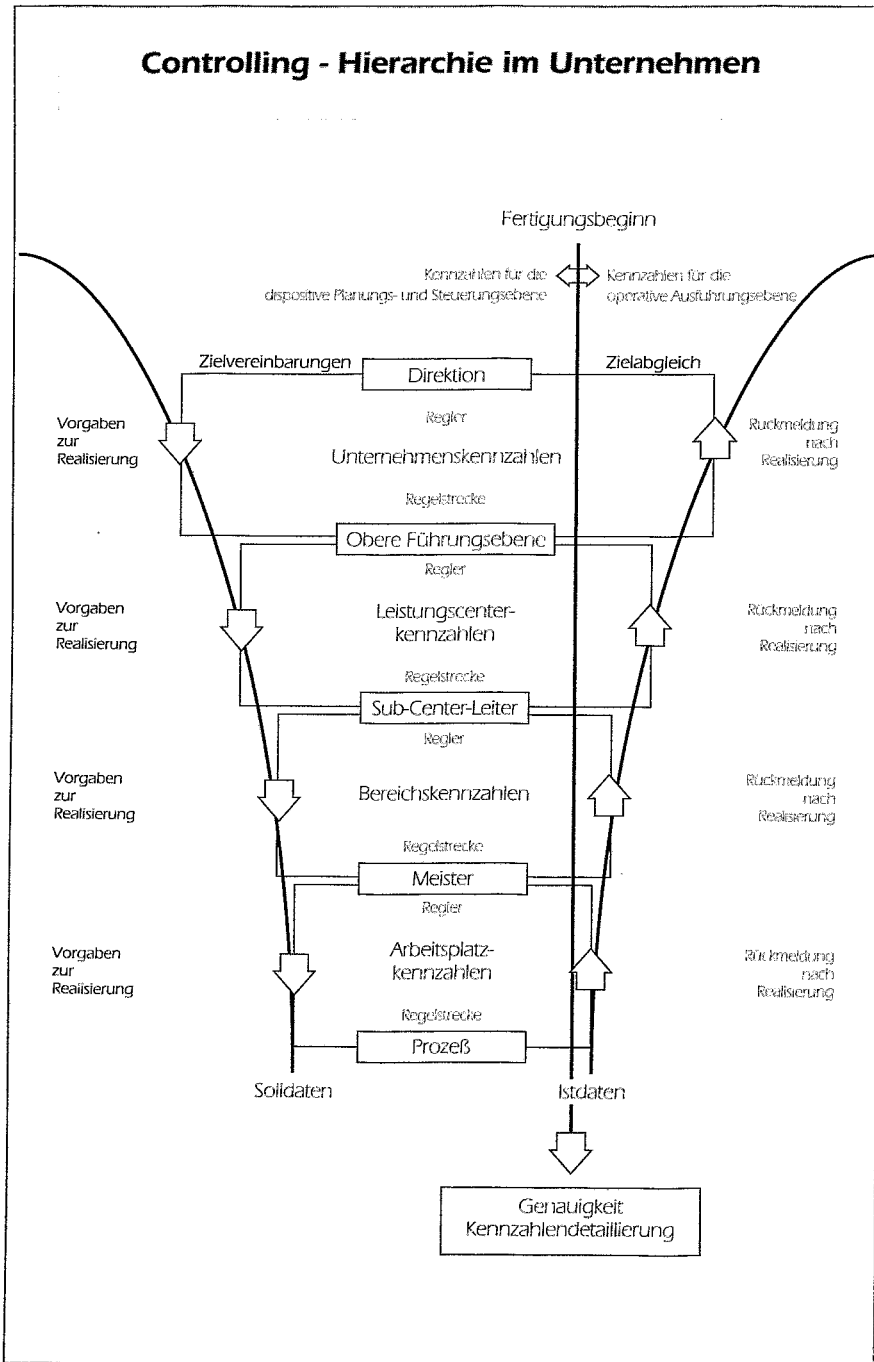 Controlling - Hierarchie im Unternehmen
Fertigungsbeginn
Kennzahlen für die
dispositive Planungs- und Steuerungsebene
Kennzahlen für die
operative Ausführungsebene
Zielvereinbarungen
Direktion
Zielabgleich
Regler
Vorgaben
zur
Realisierung
Unternehmenskennzahlen
Rückmeldung
nach
Realisierung
Regelstrecke
Obere Führungsebene
Regler
Vorgaben
zur
Realisierung
Leistungscenter-
kennzahlen
Rückmeldung
nach
Realisierung
Regelstrecke
Sub-Center-Leiter
Regler
Vorgaben
zur
Realisierung
Bereichskennzahlen
Rückmeldung
nach
Realisierung
Regelstrecke
Meister
Regler
Vorgaben
zur
Realisierung
Arbeitsplatz-
kennzahlen
Rückmeldung
nach
Realisierung
Regelstrecke
Prozeß
Solldaten
Istdaten
Genauigkeit
Kennzahlendetaillierung